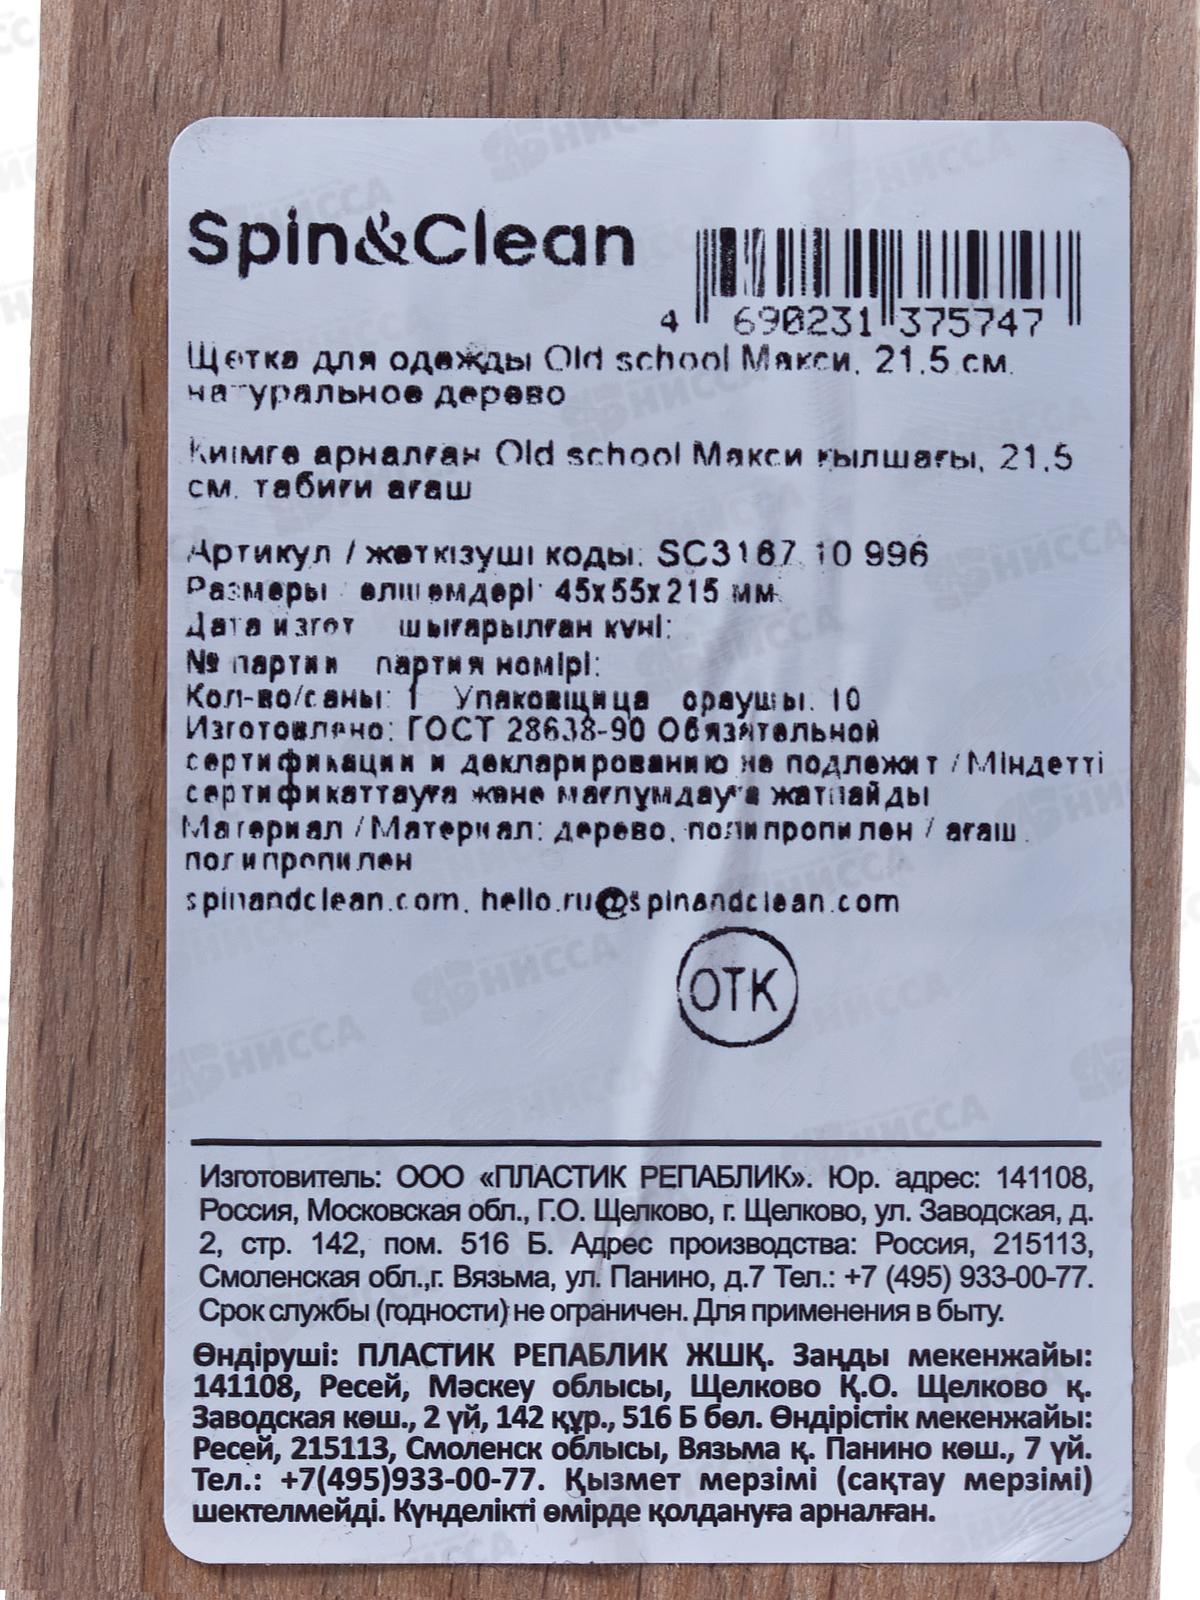 Spin&Clean
4 690231 375747
Щетка для одежды Old school Макси, 21,5 см,
натуральное дерево
Киімге арналған Old school Макси қылшағы, 21,5
см, табиғи ағаш
Артикул / жеткізуші коды: SC3187 10 996
Размеры өлшемдері: 45х55х215 мм
Дата изгот шығарылған күні:
№ партии партия номірі:
Кол-во/саны: 1 Упаковщица ораушы: 10
Изготовлено: ГОСТ 28638-90 Обязательной
сертификации и декларированию не подлежит / Міндетті
сертификаттауға және мағлұмдауға жатпайды
Материал / Материал: дерево, полипропилен / ағаш,
полипропилен
spinandclean.com, hello.ru@spinandclean.com
ОТК
Изготовитель: ООО «ПЛАСТИК РЕПАБЛИК». Юр. адрес: 141108,
Россия, Московская обл., Г.О. Щелково, г. Щелково, ул. Заводская, д.
2, стр. 142, пом. 516 Б. Адрес производства: Россия, 215113,
Смоленская обл.,г. Вязьма, ул. Панино, д.7 Тел.: +7 (495) 933-00-77.
Срок службы (годности) не ограничен. Для применения в быту.
Өндіруші: ПЛАСТИК РЕПАБЛИК ЖШҚ. Заңды мекенжайы:
141108, Ресей, Мәскеу облысы, Щелково Қ.О. Щелково қ.
Заводская көш., 2 үй, 142 құр., 516 Б бөл. Өндірістік мекенжайы:
Ресей, 215113, Смоленск облысы, Вязьма қ. Панино көш., 7 үй.
Тел.: +7(495)933-00-77. Қызмет мерзімі (сақтау мерзімі)
шектелмейді. Күнделікті өмірде қолдануға арналған.